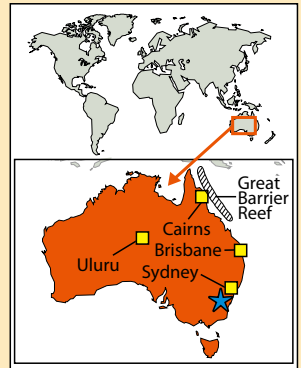 Great
Barrier
Reef
Cairns
Brisbane
Uluru
Sydney